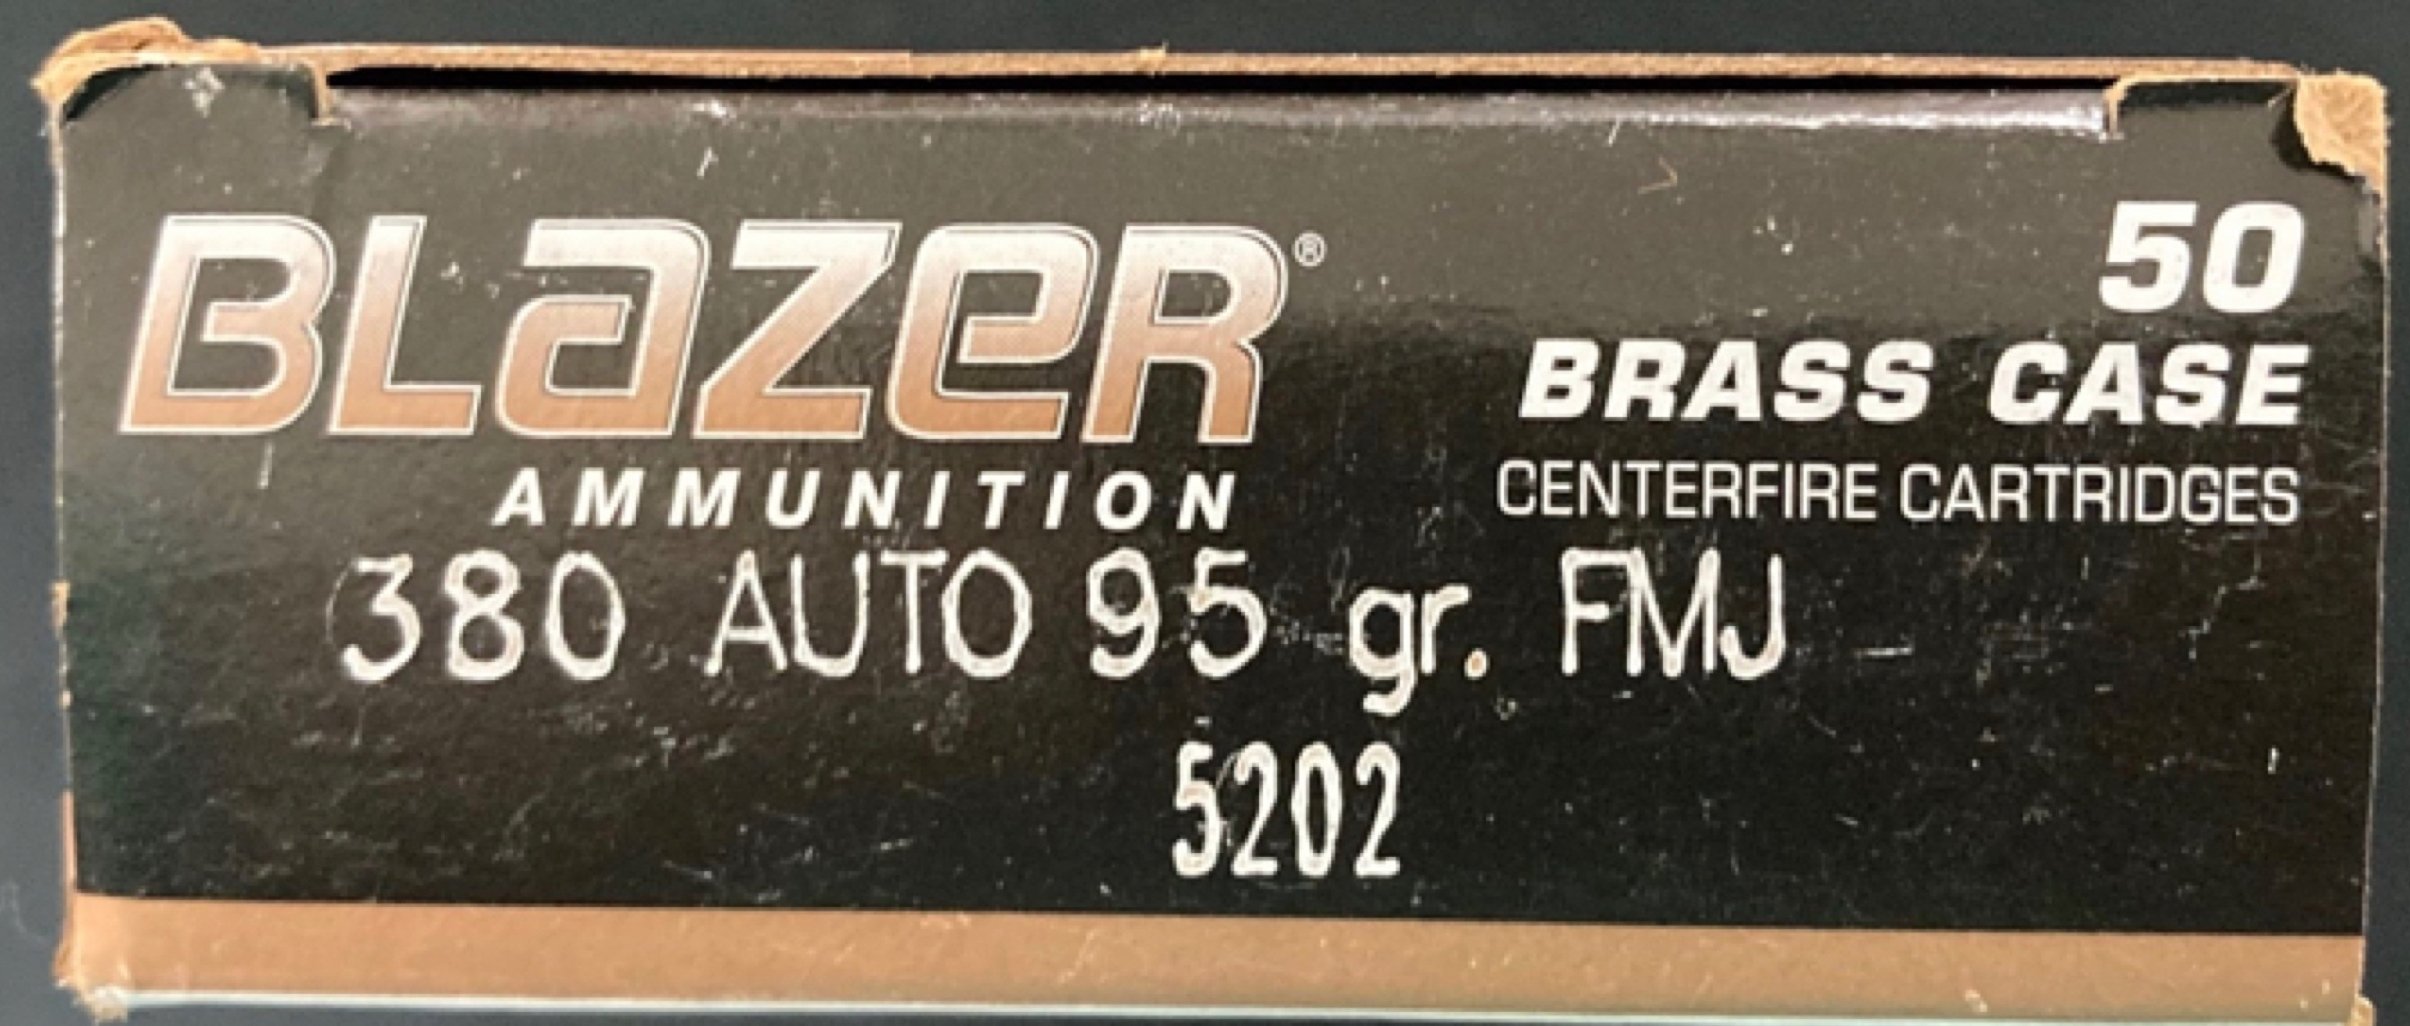 BLazeR®
AMMUNITION
50
BRASS CASE
CENTERFIRE CARTRIDGES
380 AUTO 95 gr. FMJ
5202